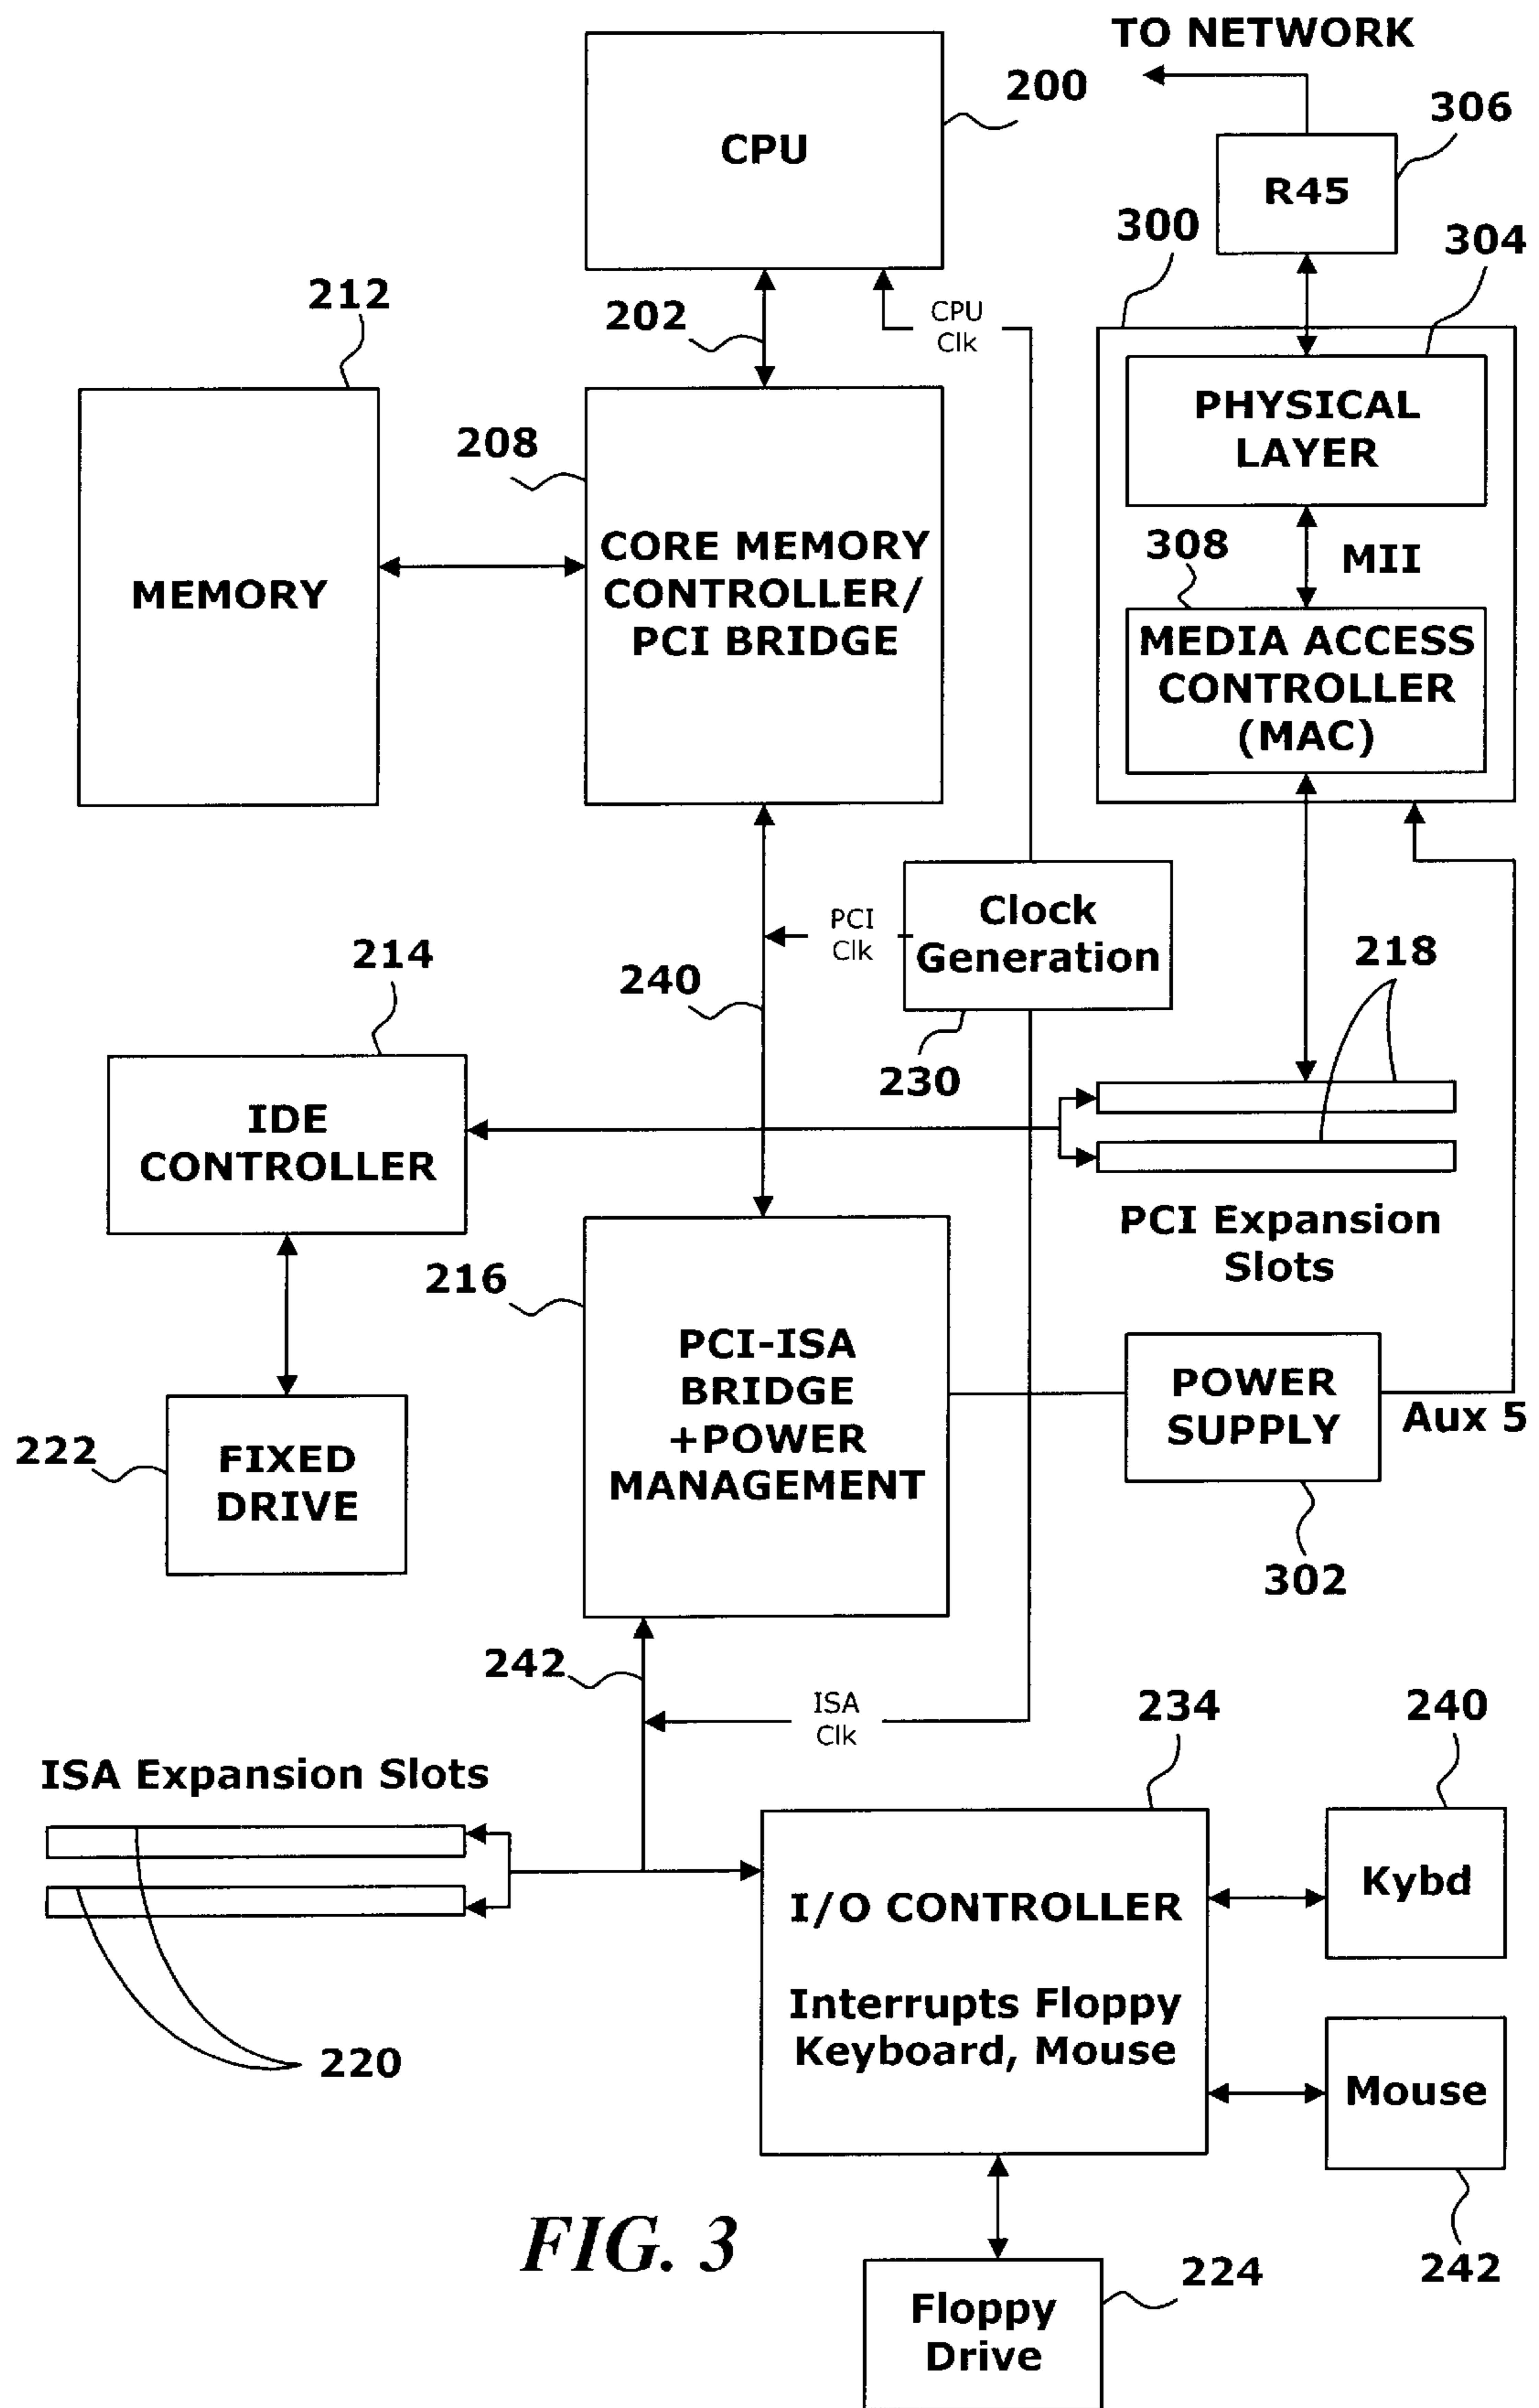 TO NETWORK
200
CPU
306
R45
300
304
212
202
CPU
Clk
208
PHYSICAL
LAYER
MEMORY
CORE MEMORY
CONTROLLER/
PCI BRIDGE
308
MII
MEDIA ACCESS
CONTROLLER
(MAC)
214
240
PCI
Clk
Clock
Generation
218
230
IDE
CONTROLLER
PCI Expansion
Slots
216
PCI-ISA
BRIDGE
+POWER
MANAGEMENT
POWER
SUPPLY
Aux 5
222
FIXED
DRIVE
302
242
ISA
Clk
234
240
ISA Expansion Slots
Kybd
I/O CONTROLLER
Interrupts Floppy
Keyboard, Mouse
220
Mouse
242
FIG. 3
224
Floppy
Drive